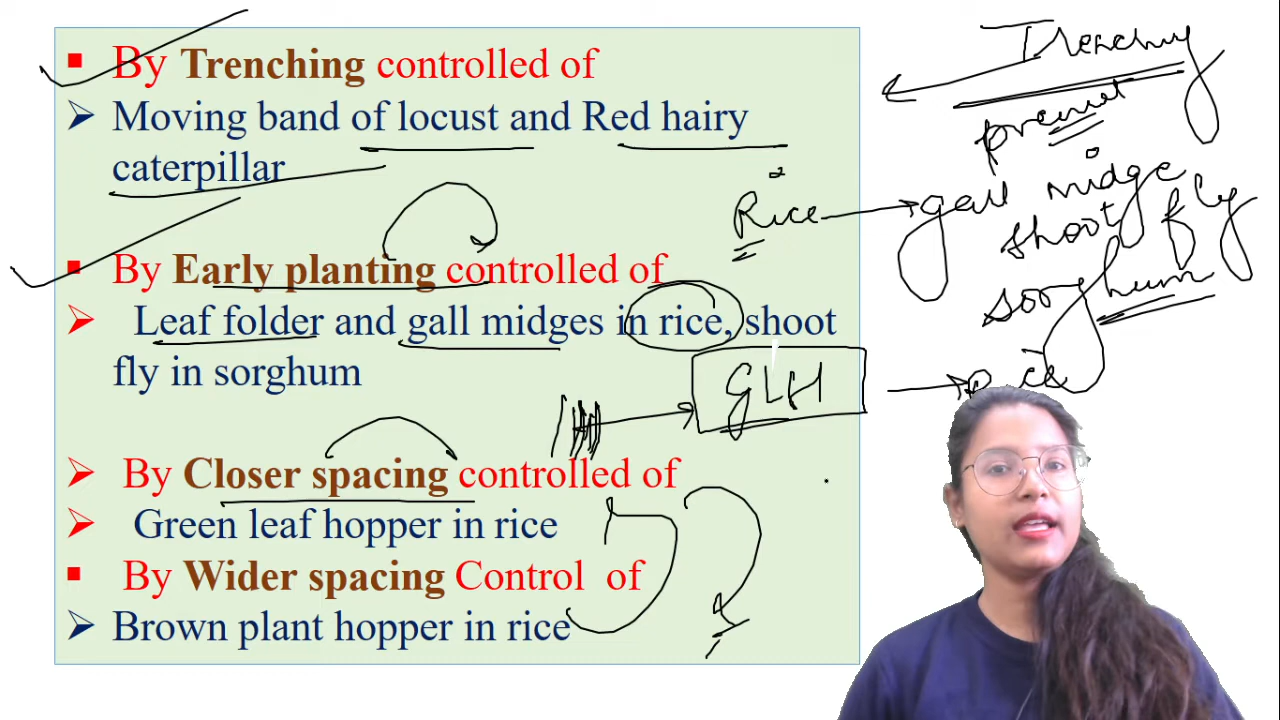 By Trenching controlled of
Moving band of locust and Red hairy
caterpillar
By Early planting controlled of
Leaf folder and gall midges in rice, shoot
fly in sorghum
By Closer spacing controlled of
Green leaf hopper in rice
By Wider spacing Control of
Brown plant hopper in rice
Trenching
Rice
gall midge
shoot fly
sorghum
GLH